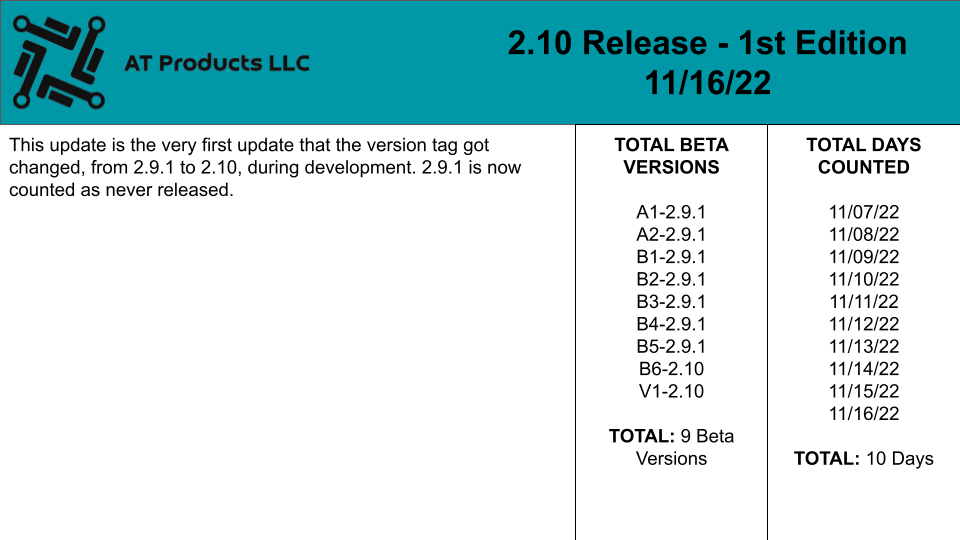 AT Products LLC
2.10 Release - 1st Edition
11/16/22
This update is the very first update that the version tag got
changed, from 2.9.1 to 2.10, during development. 2.9.1 is now
counted as never released.
TOTAL BETA
VERSIONS
A1-2.9.1
A2-2.9.1
B1-2.9.1
B2-2.9.1
B3-2.9.1
B4-2.9.1
B5-2.9.1
B6-2.10
V1-2.10
TOTAL: 9 Beta
Versions
TOTAL DAYS
COUNTED
11/07/22
11/08/22
11/09/22
11/10/22
11/11/22
11/12/22
11/13/22
11/14/22
11/15/22
11/16/22
TOTAL: 10 Days